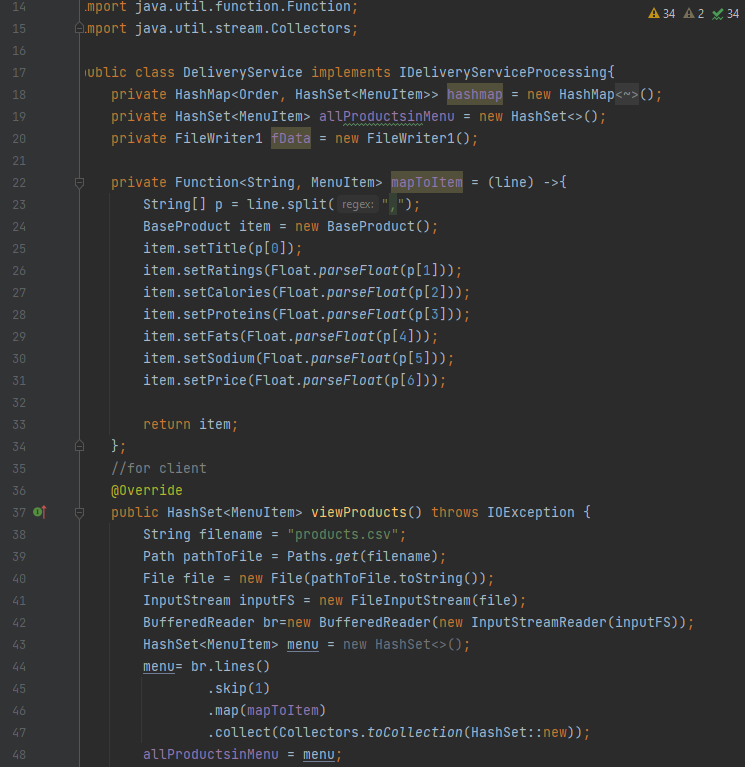 14 import java.util.function.Function;
⚠ 34 ⚠ 2 ✓ 34
15 import java.util.stream.Collectors;
16
17 public class DeliveryService implements IDeliveryServiceProcessing{
18 private HashMap<Order, HashSet<MenuItem>> hashmap = new HashMap<~>();
19 private HashSet<MenuItem> allProductsinMenu = new HashSet<>();
20 private FileWriter1 fData = new FileWriter1();
21
22 private Function<String, MenuItem> mapToItem = (line) ->{
23 String[] p = line.split( regex: ",");
24 BaseProduct item = new BaseProduct();
25 item.setTitle(p[0]);
26 item.setRatings(Float.parseFloat(p[1]));
27 item.setCalories(Float.parseFloat(p[2]));
28 item.setProteins(Float.parseFloat(p[3]));
29 item.setFats(Float.parseFloat(p[4]));
30 item.setSodium(Float.parseFloat(p[5]));
31 item.setPrice(Float.parseFloat(p[6]));
32
33 return item;
34 };
35 //for client
36 @Override
37 public HashSet<MenuItem> viewProducts() throws IOException {
38 String filename = "products.csv";
39 Path pathToFile = Paths.get(filename);
40 File file = new File(pathToFile.toString());
41 InputStream inputFS = new FileInputStream(file);
42 BufferedReader br=new BufferedReader(new InputStreamReader(inputFS));
43 HashSet<MenuItem> menu = new HashSet<>();
44 menu= br.lines()
45 .skip(1)
46 .map(mapToItem)
47 .collect(Collectors.toCollection(HashSet::new));
48 allProductsinMenu = menu;